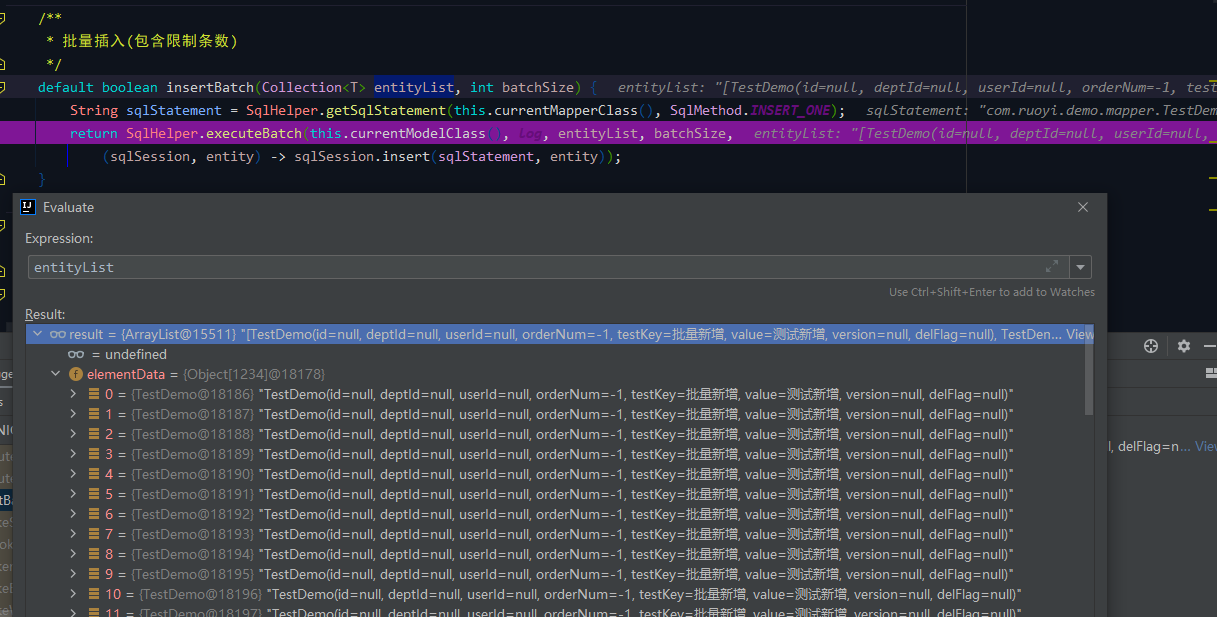 /**
 * 批量插入(包含限制条数)
 */
default boolean insertBatch(Collection<T> entityList, int batchSize) {   entityList: "[TestDemo(id=null, deptId=null, userId=null, orderNum=-1, test
String sqlStatement = SqlHelper.getSqlStatement(this.currentMapperClass(), SqlMethod.INSERT_ONE);   sqlStatement: "com.ruoyi.demo.mapper.TestDem
return SqlHelper.executeBatch(this.currentModelClass(), log, entityList, batchSize,   entityList: "[TestDemo(id=null, deptId=null, userId=null,
(sqlSession, entity) -> sqlSession.insert(sqlStatement, entity));
}
IJ Evaluate
Expression:
entityList
Use Ctrl+Shift+Enter to add to Watches
Result:
result = {ArrayList@15511} "[TestDemo(id=null, deptId=null, userId=null, orderNum=-1, testKey=批量新增, value=测试新增, version=null, delFlag=null), TestDen... View
= undefined
f elementData = {Object[1234]@18178}
0 = {TestDemo@18186} "TestDemo(id=null, deptId=null, userId=null, orderNum=-1, testKey=批量新增, value=测试新增, version=null, delFlag=null)"
1 = {TestDemo@18187} "TestDemo(id=null, deptId=null, userId=null, orderNum=-1, testKey=批量新增, value=测试新增, version=null, delFlag=null)"
2 = {TestDemo@18188} "TestDemo(id=null, deptId=null, userId=null, orderNum=-1, testKey=批量新增, value=测试新增, version=null, delFlag=null)"
3 = {TestDemo@18189} "TestDemo(id=null, deptId=null, userId=null, orderNum=-1, testKey=批量新增, value=测试新增, version=null, delFlag=null)"
l, delFlag=n... View
4 = {TestDemo@18190} "TestDemo(id=null, deptId=null, userId=null, orderNum=-1, testKey=批量新增, value=测试新增, version=null, delFlag=null)"
5 = {TestDemo@18191} "TestDemo(id=null, deptId=null, userId=null, orderNum=-1, testKey=批量新增, value=测试新增, version=null, delFlag=null)"
6 = {TestDemo@18192} "TestDemo(id=null, deptId=null, userId=null, orderNum=-1, testKey=批量新增, value=测试新增, version=null, delFlag=null)"
7 = {TestDemo@18193} "TestDemo(id=null, deptId=null, userId=null, orderNum=-1, testKey=批量新增, value=测试新增, version=null, delFlag=null)"
8 = {TestDemo@18194} "TestDemo(id=null, deptId=null, userId=null, orderNum=-1, testKey=批量新增, value=测试新增, version=null, delFlag=null)"
9 = {TestDemo@18195} "TestDemo(id=null, deptId=null, userId=null, orderNum=-1, testKey=批量新增, value=测试新增, version=null, delFlag=null)"
10 = {TestDemo@18196} "TestDemo(id=null, deptId=null, userId=null, orderNum=-1, testKey=批量新增, value=测试新增, version=null, delFlag=null)"
11 = {TestDemo@18197} "TestDemo(id=null, deptId=null, userId=null, orderNum=-1, testKey=批量新增, value=测试新增, version=null, delFlag=null)"